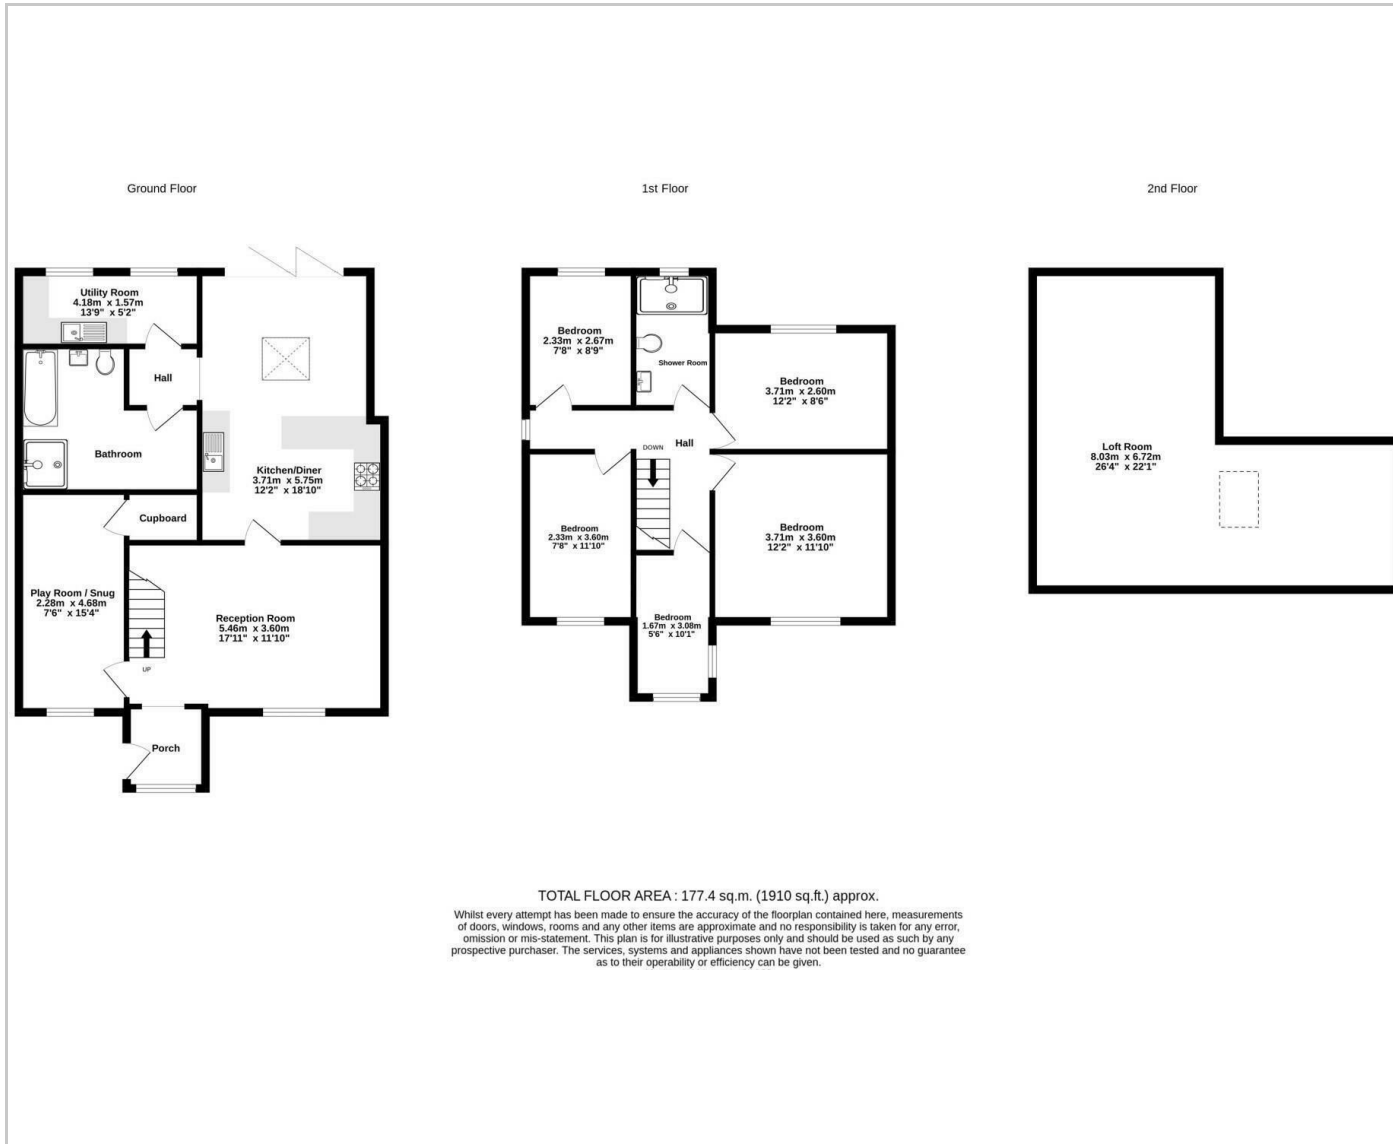 Ground Floor
Utility Room
4.18m x 1.57m
13'9" x 5'2"
Hall
Bathroom
Kitchen/Diner
3.71m x 5.75m
12'2" x 18'10"
Cupboard
Play Room / Snug
2.28m x 4.68m
7'6" x 15'4"
Reception Room
5.46m x 3.60m
17'11" x 11'10"
UP
Porch
1st Floor
Bedroom
2.33m x 2.67m
7'8" x 8'9"
Shower Room
Bedroom
3.71m x 2.60m
12'2" x 8'6"
Hall
DOWN
Bedroom
2.33m x 3.60m
7'8" x 11'10"
Bedroom
3.71m x 3.60m
12'2" x 11'10"
Bedroom
1.67m x 3.08m
5'6" x 10'1"
2nd Floor
Loft Room
8.03m x 6.72m
26'4" x 22'1"
TOTAL FLOOR AREA : 177.4 sq.m. (1910 sq.ft.) approx.
Whilst every attempt has been made to ensure the accuracy of the floorplan contained here, measurements
of doors, windows, rooms and any other items are approximate and no responsibility is taken for any error,
omission or mis-statement. This plan is for illustrative purposes only and should be used as such by any
prospective purchaser. The services, systems and appliances shown have not been tested and no guarantee
as to their operability or efficiency can be given.